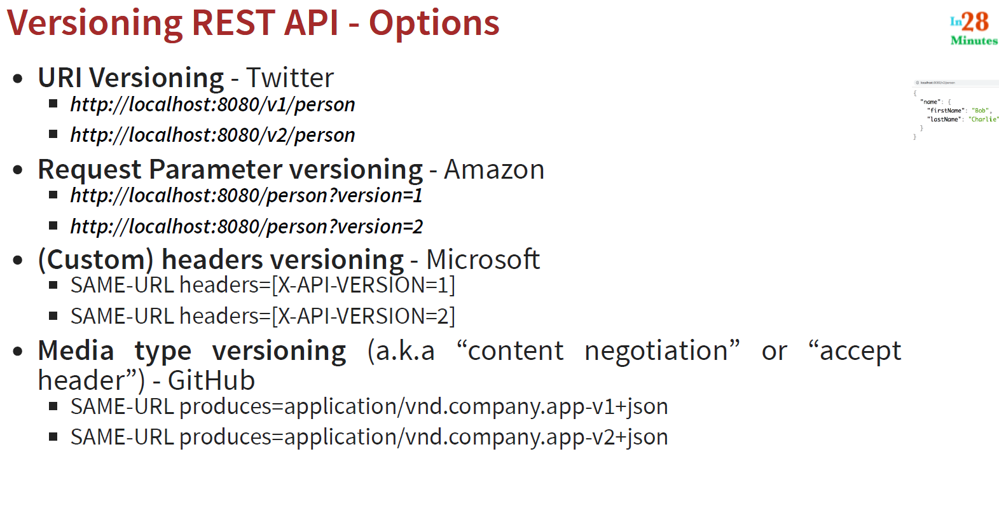 Versioning REST API - Options
In28
Minutes
• URI Versioning - Twitter
▪ http://localhost:8080/v1/person
▪ http://localhost:8080/v2/person
• Request Parameter versioning - Amazon
▪ http://localhost:8080/person?version=1
▪ http://localhost:8080/person?version=2
• (Custom) headers versioning - Microsoft
▪ SAME-URL headers=[X-API-VERSION=1]
▪ SAME-URL headers=[X-API-VERSION=2]
• Media type versioning (a.k.a “content negotiation” or “accept
header”) - GitHub
▪ SAME-URL produces=application/vnd.company.app-v1+json
▪ SAME-URL produces=application/vnd.company.app-v2+json
localhost:8080/v2/person
{
"name": {
"firstName": "Bob",
"lastName": "Charlie"
}
}